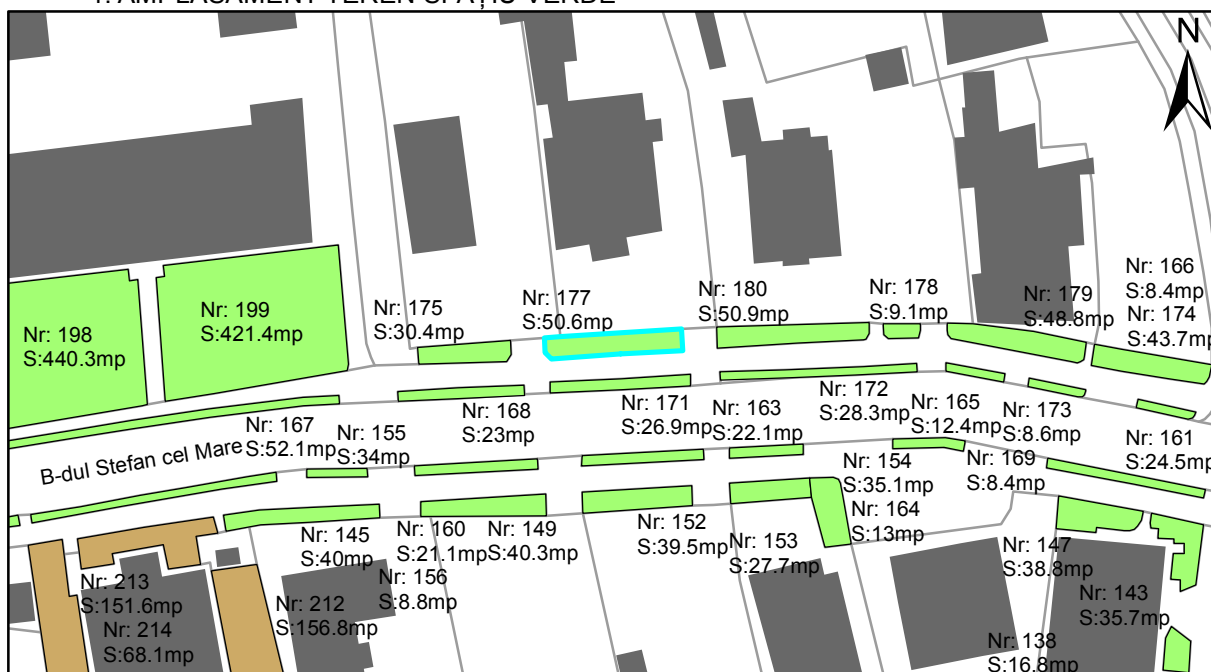 1. AMPLASAMENT TEREN SPAȚIU VERDE
N
Nr: 166
S:8.4mp
Nr: 174
S:43.7mp
Nr: 178
S:9.1mp
Nr: 179
S:48.8mp
Nr: 180
S:50.9mp
Nr: 177
S:50.6mp
Nr: 175
S:30.4mp
Nr: 199
S:421.4mp
Nr: 198
S:440.3mp
Nr: 167
S:52.1mp
Nr: 155
S:34mp
Nr: 168
S:23mp
Nr: 171
S:26.9mp
Nr: 163
S:22.1mp
Nr: 172
S:28.3mp
Nr: 165
S:12.4mp
Nr: 173
S:8.6mp
Nr: 161
S:24.5mp
B-dul Stefan cel Mare
Nr: 154
S:35.1mp
Nr: 169
S:8.4mp
Nr: 164
S:13mp
Nr: 145
S:40mp
Nr: 160
S:21.1mp
Nr: 149
S:40.3mp
Nr: 152
S:39.5mp
Nr: 153
S:27.7mp
Nr: 147
S:38.8mp
Nr: 156
S:8.8mp
Nr: 143
S:35.7mp
Nr: 213
S:151.6mp
Nr: 212
S:156.8mp
Nr: 214
S:68.1mp
Nr: 138
S:16.8mp